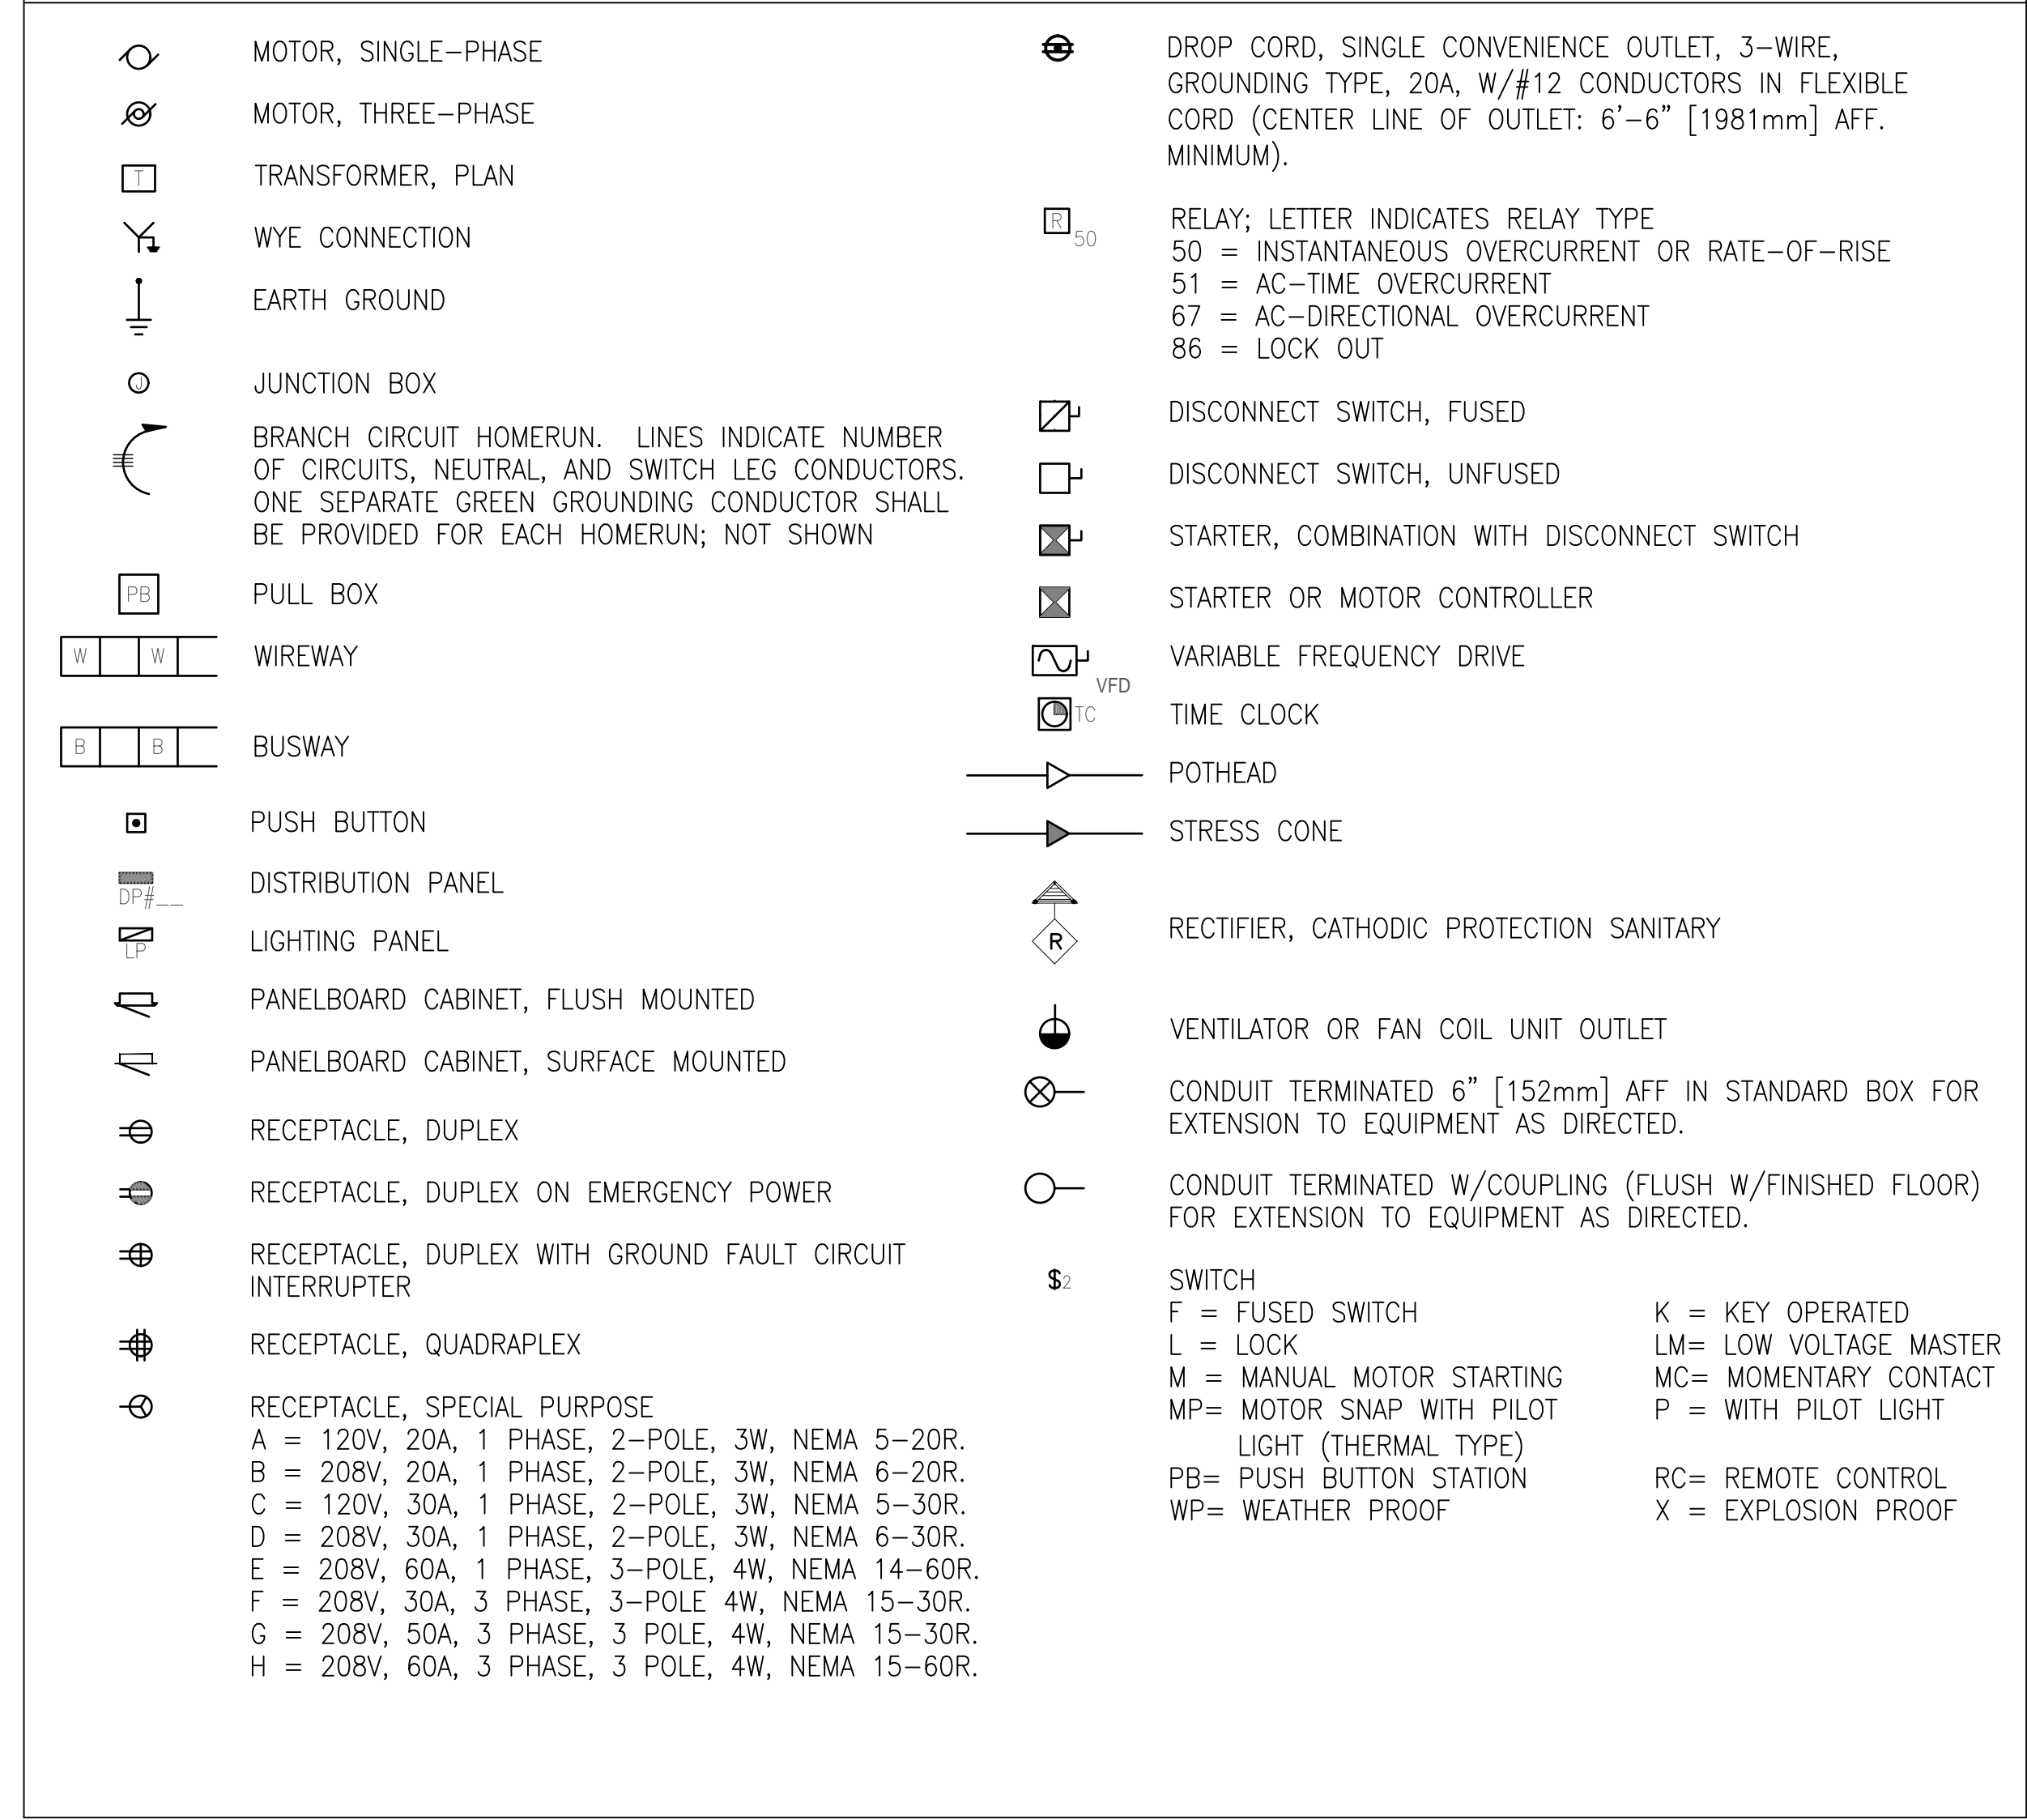 MOTOR, SINGLE-PHASE
MOTOR, THREE-PHASE
T
TRANSFORMER, PLAN
WYE CONNECTION
EARTH GROUND
J
JUNCTION BOX
BRANCH CIRCUIT HOMERUN. LINES INDICATE NUMBER
OF CIRCUITS, NEUTRAL, AND SWITCH LEG CONDUCTORS.
ONE SEPARATE GREEN GROUNDING CONDUCTOR SHALL
BE PROVIDED FOR EACH HOMERUN; NOT SHOWN
PB
PULL BOX
W W
WIREWAY
B B
BUSWAY
PUSH BUTTON
DISTRIBUTION PANEL
DP#__
LIGHTING PANEL
LP
PANELBOARD CABINET, FLUSH MOUNTED
PANELBOARD CABINET, SURFACE MOUNTED
RECEPTACLE, DUPLEX
RECEPTACLE, DUPLEX ON EMERGENCY POWER
RECEPTACLE, DUPLEX WITH GROUND FAULT CIRCUIT
INTERRUPTER
RECEPTACLE, QUADRAPLEX
RECEPTACLE, SPECIAL PURPOSE
A = 120V, 20A, 1 PHASE, 2-POLE, 3W, NEMA 5-20R.
B = 208V, 20A, 1 PHASE, 2-POLE, 3W, NEMA 6-20R.
C = 120V, 30A, 1 PHASE, 2-POLE, 3W, NEMA 5-30R.
D = 208V, 30A, 1 PHASE, 2-POLE, 3W, NEMA 6-30R.
E = 208V, 60A, 1 PHASE, 3-POLE, 4W, NEMA 14-60R.
F = 208V, 30A, 3 PHASE, 3-POLE 4W, NEMA 15-30R.
G = 208V, 50A, 3 PHASE, 3 POLE, 4W, NEMA 15-30R.
H = 208V, 60A, 3 PHASE, 3 POLE, 4W, NEMA 15-60R.
DROP CORD, SINGLE CONVENIENCE OUTLET, 3-WIRE,
GROUNDING TYPE, 20A, W/#12 CONDUCTORS IN FLEXIBLE
CORD (CENTER LINE OF OUTLET: 6'-6" [1981mm] AFF.
MINIMUM).
R 50
RELAY; LETTER INDICATES RELAY TYPE
50 = INSTANTANEOUS OVERCURRENT OR RATE-OF-RISE
51 = AC-TIME OVERCURRENT
67 = AC-DIRECTIONAL OVERCURRENT
86 = LOCK OUT
DISCONNECT SWITCH, FUSED
DISCONNECT SWITCH, UNFUSED
STARTER, COMBINATION WITH DISCONNECT SWITCH
STARTER OR MOTOR CONTROLLER
VARIABLE FREQUENCY DRIVE
VFD
TC
TIME CLOCK
POTHEAD
STRESS CONE
R
RECTIFIER, CATHODIC PROTECTION SANITARY
VENTILATOR OR FAN COIL UNIT OUTLET
CONDUIT TERMINATED 6" [152mm] AFF IN STANDARD BOX FOR
EXTENSION TO EQUIPMENT AS DIRECTED.
CONDUIT TERMINATED W/COUPLING (FLUSH W/FINISHED FLOOR)
FOR EXTENSION TO EQUIPMENT AS DIRECTED.
$2
SWITCH
F = FUSED SWITCH K = KEY OPERATED
L = LOCK LM= LOW VOLTAGE MASTER
M = MANUAL MOTOR STARTING MC= MOMENTARY CONTACT
MP= MOTOR SNAP WITH PILOT P = WITH PILOT LIGHT
LIGHT (THERMAL TYPE)
PB= PUSH BUTTON STATION RC= REMOTE CONTROL
WP= WEATHER PROOF X = EXPLOSION PROOF